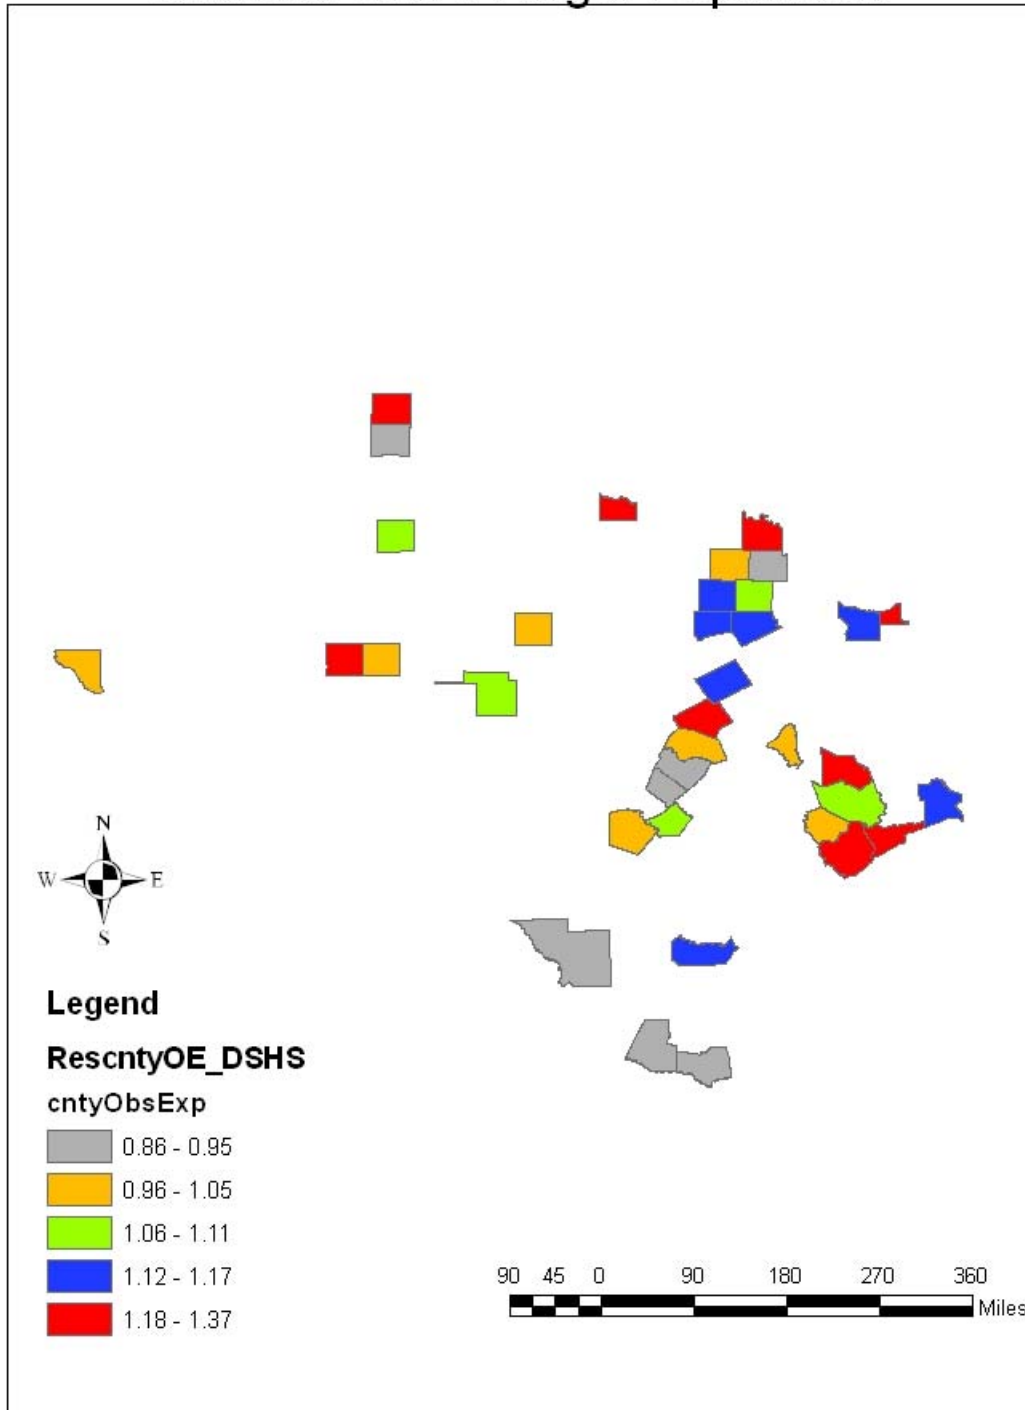 N
W E
S
Legend
RescntyOE_DSHS
cntyObsExp
0.86 - 0.95
0.96 - 1.05
1.06 - 1.11
1.12 - 1.17
1.18 - 1.37
90 45 0 90 180 270 360
Miles